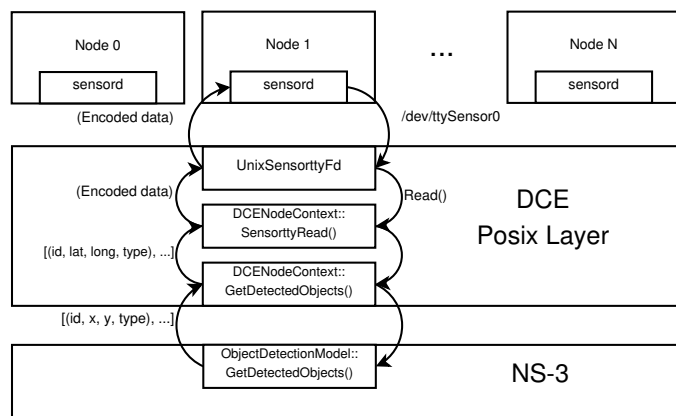 Node 0
Node 1
...
Node N
sensord
sensord
sensord
(Encoded data)
/dev/ttySensor0
UnixSensorttyFd
(Encoded data)
Read()
DCE
Posix Layer
DCENodeContext::
SensorttyRead()
[(id, lat, long, type), ...]
DCENodeContext::
GetDetectedObjects()
[(id, x, y, type), ...]
ObjectDetectionModel::
GetDetectedObjects()
NS-3